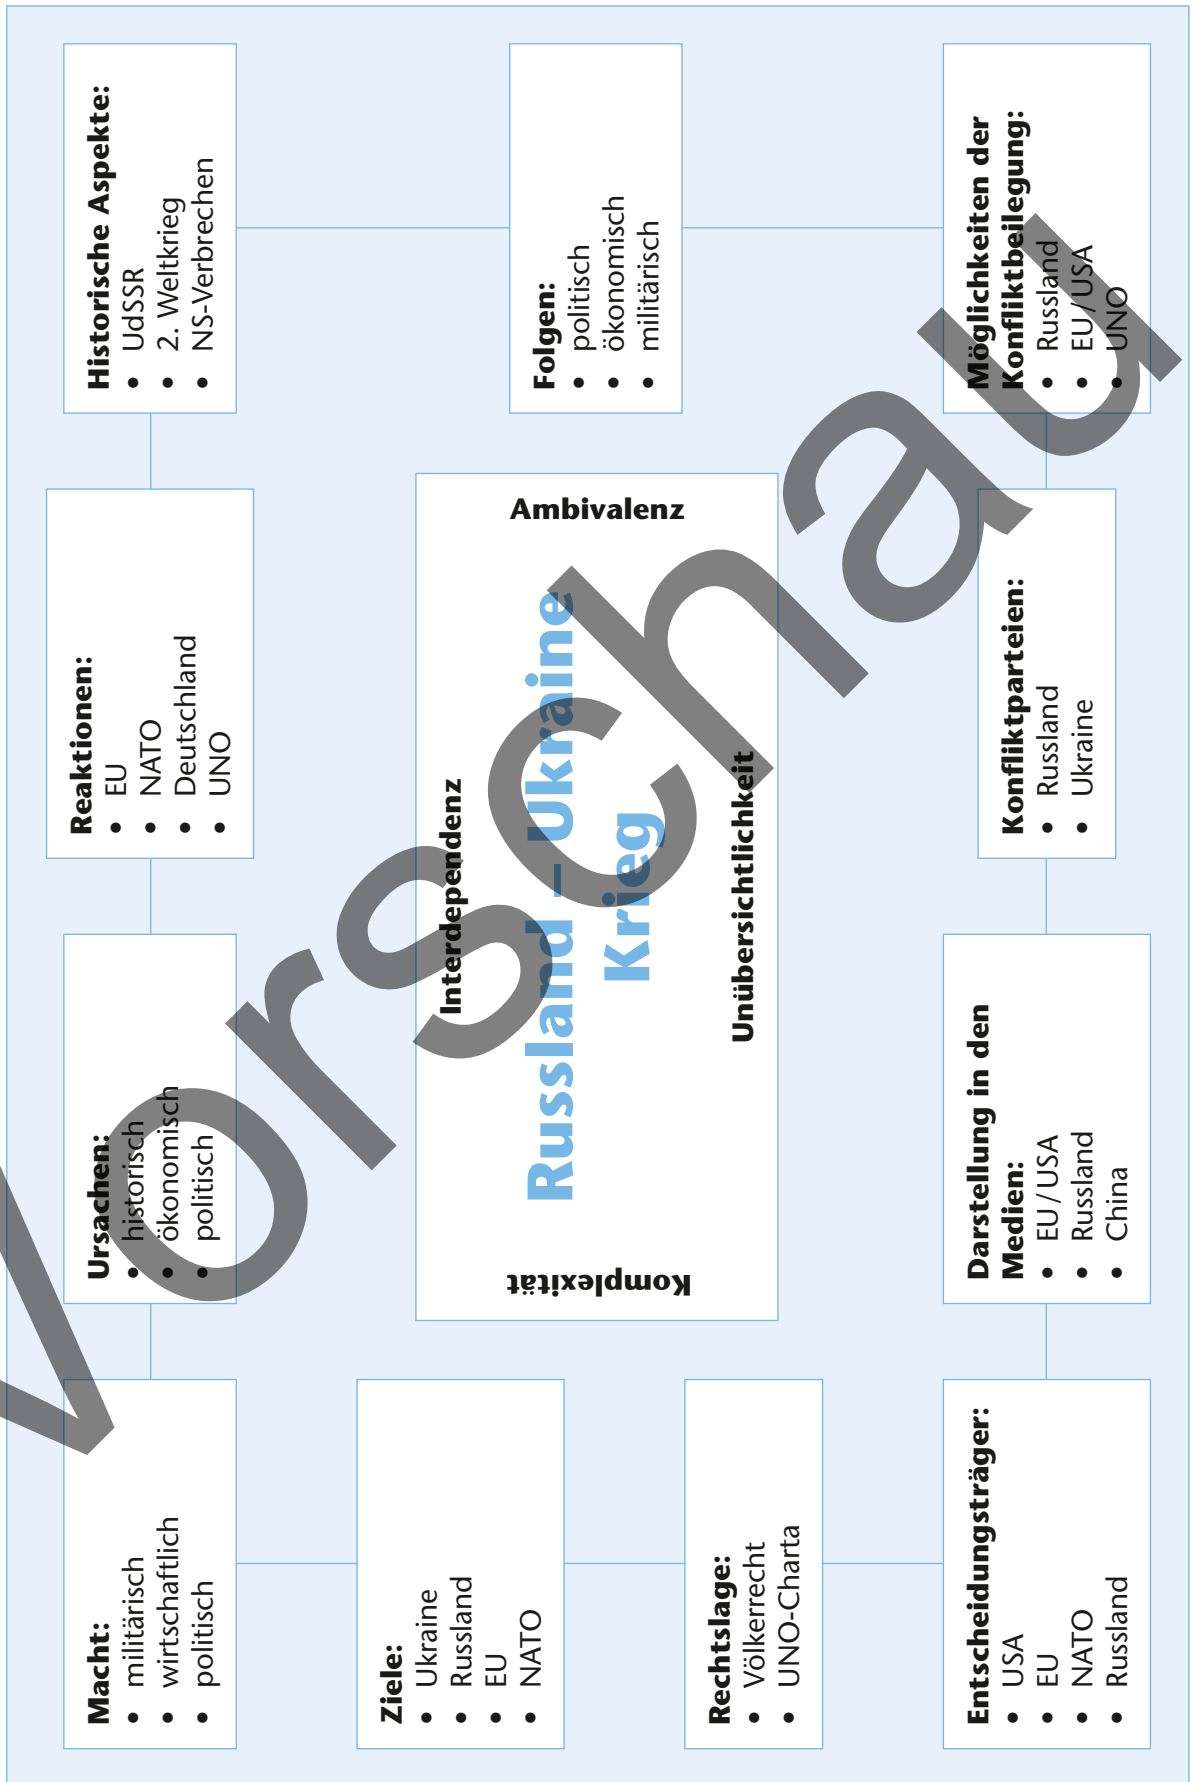 Macht:
• militärisch
• wirtschaftlich
• politisch
Ursachen:
• historisch
• ökonomisch
• politisch
Reaktionen:
• EU
• NATO
• Deutschland
• UNO
Historische Aspekte:
• UdSSR
• 2. Weltkrieg
• NS-Verbrechen
Ziele:
• Ukraine
• Russland
• EU
• NATO
Komplexität
Interdependenz
Russland – Ukraine
Krieg
Unübersichtlichkeit
Ambivalenz
Folgen:
• politisch
• ökonomisch
• militärisch
Rechtslage:
• Völkerrecht
• UNO-Charta
Entscheidungsträger:
• USA
• EU
• NATO
• Russland
Darstellung in den
Medien:
• EU / USA
• Russland
• China
Konfliktparteien:
• Russland
• Ukraine
Möglichkeiten der
Konfliktbeilegung:
• Russland
• EU / USA
• UNO
Vorschau